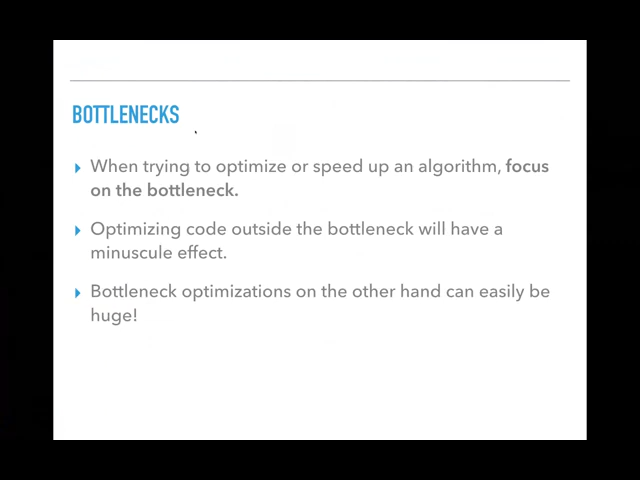 BOTTLENECKS
When trying to optimize or speed up an algorithm, focus
on the bottleneck.
Optimizing code outside the bottleneck will have a
minuscule effect.
Bottleneck optimizations on the other hand can easily be
huge!